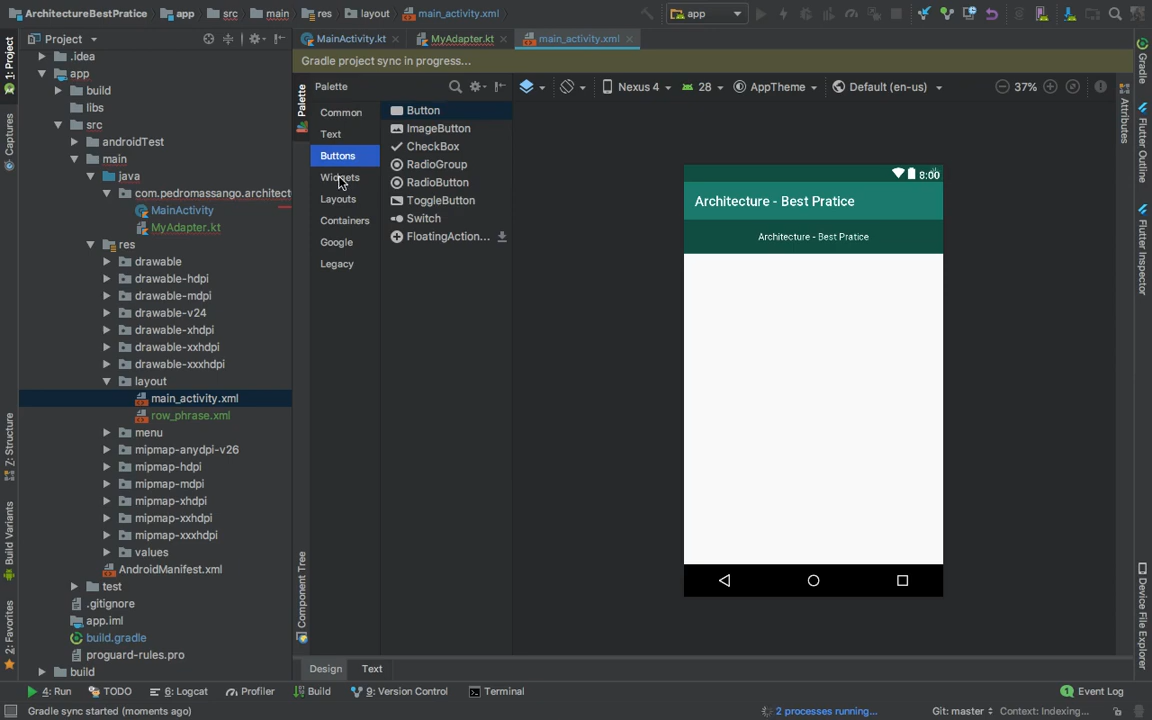 ArchitectureBestPratice app src main res layout main_activity.xml app
1: Project
Captures
Z: Structure
Build Variants
2: Favorites
Project
.idea
app
build
libs
src
androidTest
main
java
com.pedromassango.architect
MainActivity
MyAdapter.kt
res
drawable
drawable-hdpi
drawable-mdpi
drawable-v24
drawable-xhdpi
drawable-xxhdpi
drawable-xxxhdpi
layout
main_activity.xml
row_phrase.xml
menu
mipmap-anydpi-v26
mipmap-hdpi
mipmap-mdpi
mipmap-xhdpi
mipmap-xxhdpi
mipmap-xxxhdpi
values
AndroidManifest.xml
test
.gitignore
app.iml
build.gradle
proguard-rules.pro
build
MainActivity.kt MyAdapter.kt main_activity.xml
Gradle project sync in progress...
Palette
Component Tree
Palette
Common
Text
Buttons
Widgets
Layouts
Containers
Google
Legacy
Button
ImageButton
CheckBox
RadioGroup
RadioButton
ToggleButton
Switch
FloatingAction...
Nexus 4 28 AppTheme Default (en-us) 37%
8:00
Architecture - Best Pratice
Architecture - Best Pratice
Attributes
Gradle
Flutter Outline
Flutter Inspector
Device File Explorer
Design Text
4: Run TODO 6: Logcat Profiler Build 9: Version Control Terminal 1 Event Log
Gradle sync started (moments ago) 2 processes running... Git: master Context: Indexing...